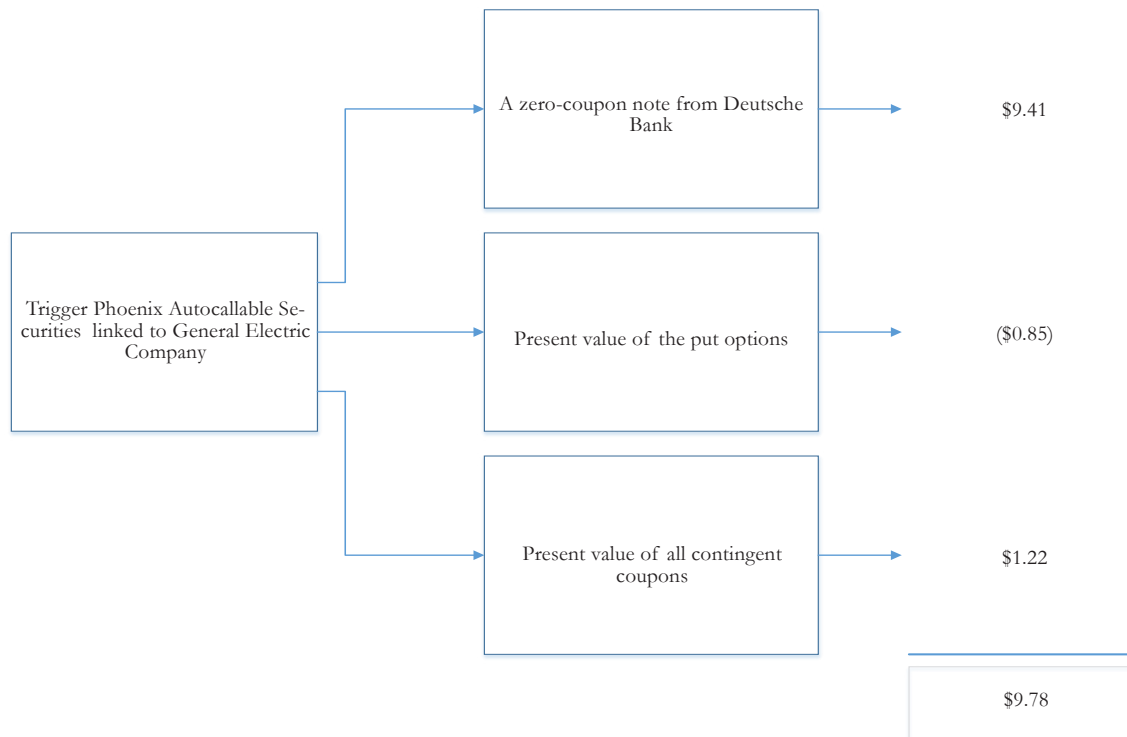 A zero-coupon note from Deutsche
Bank
$9.41
Trigger Phoenix Autocallable Se-
curities linked to General Electric
Company
Present value of the put options
($0.85)
Present value of all contingent
coupons
$1.22
$9.78